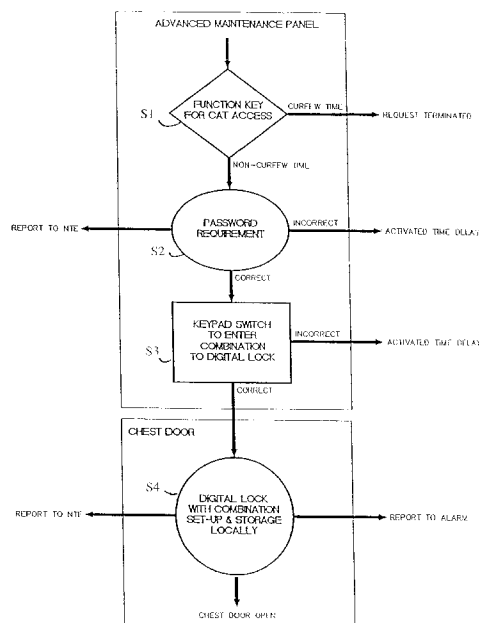 ADVANCED MAINTENANCE PANEL
S1
FUNCTION KEY
FOR CAT ACCESS
CURFEW TIME
REQUEST TERMINATED
NON-CURFEW TIME
REPORT TO NTE
PASSWORD
REQUIREMENT
INCORRECT
ACTIVATED TIME DELAY
S2
CORRECT
KEYPAD SWITCH
TO ENTER
COMBINATION
TO DIGITAL LOCK
INCORRECT
ACTIVATED TIME DELAY
S3
CORRECT
CHEST DOOR
S4
DIGITAL LOCK
WITH COMBINATION
SET-UP & STORAGE
LOCALLY
REPORT TO NTE
REPORT TO ALARM
CHEST DOOR OPEN